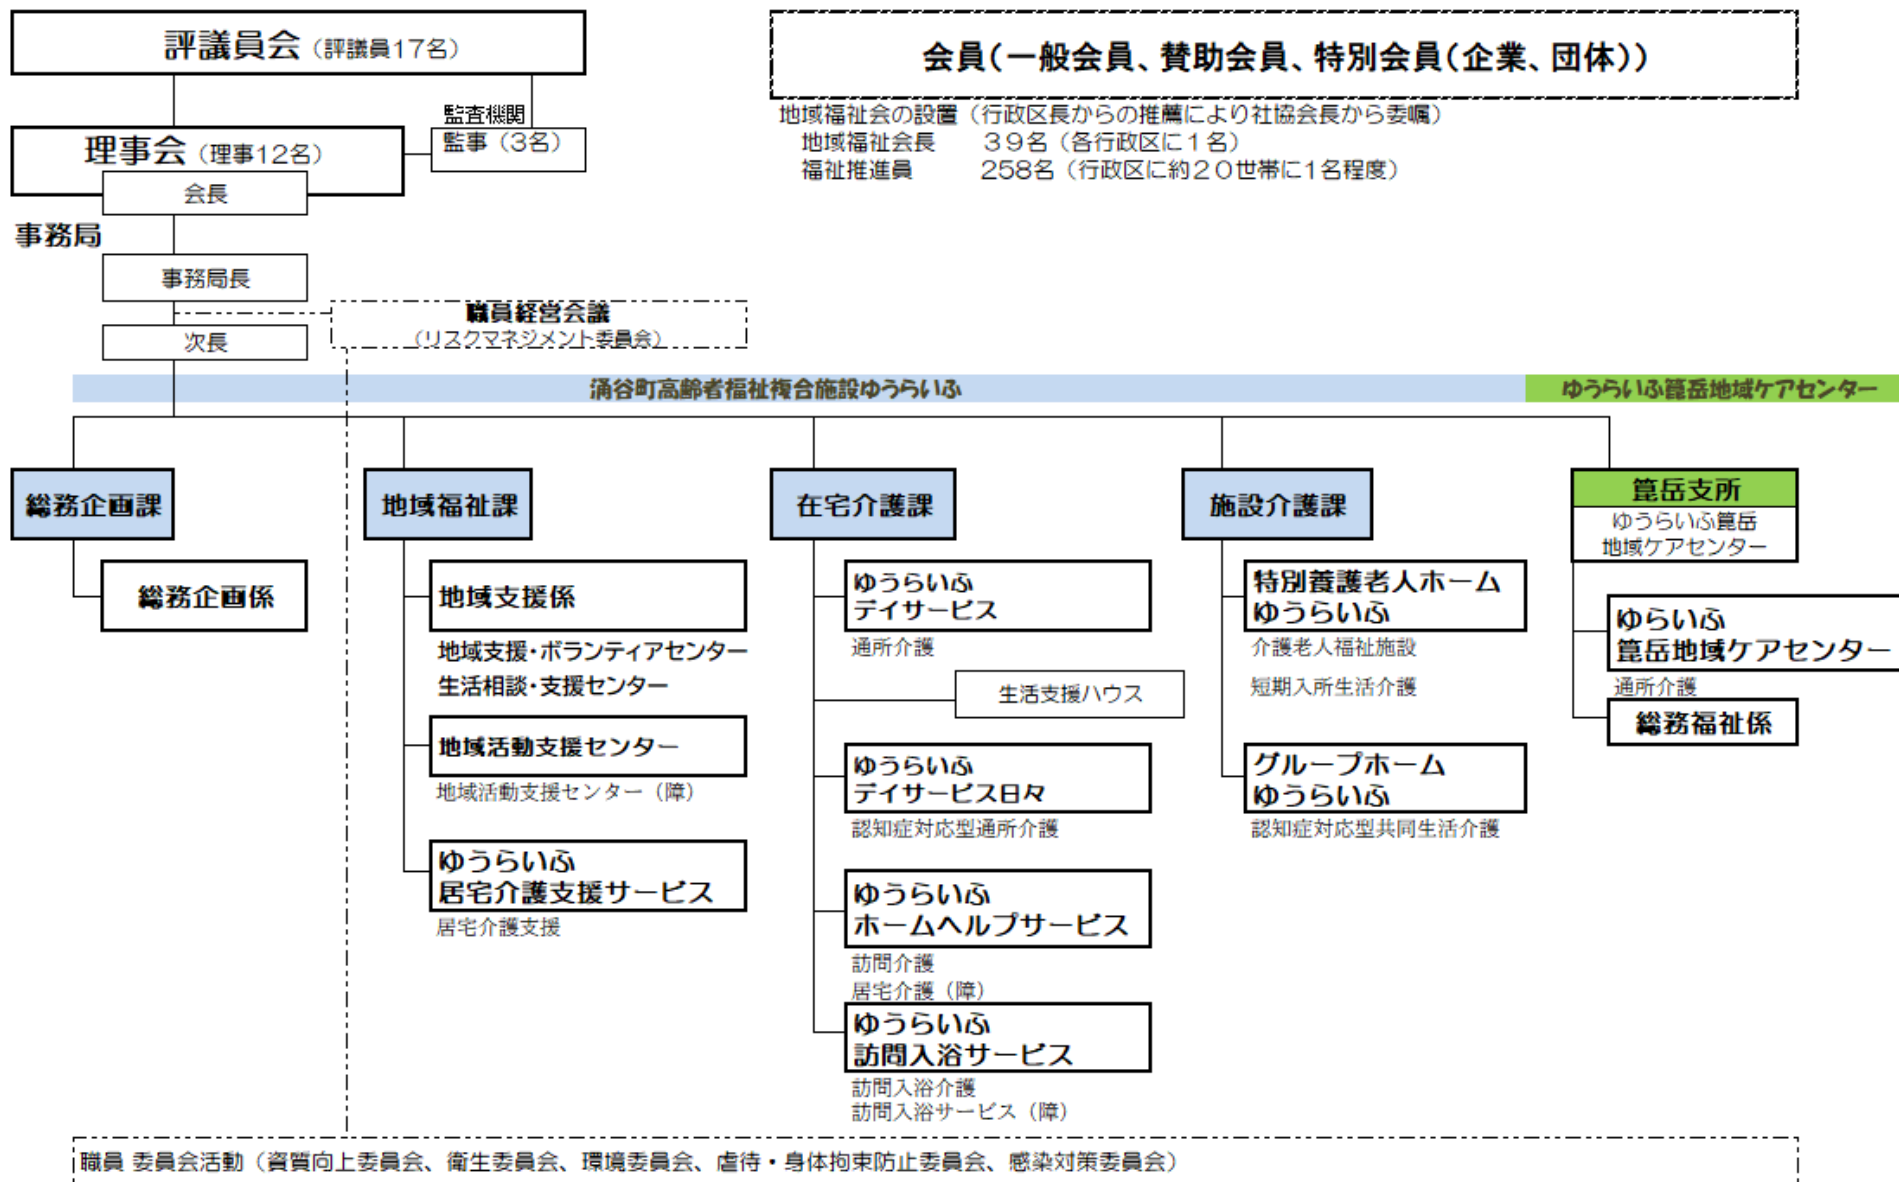 評議員会（評議員17名）
会員（一般会員、賛助会員、特別会員（企業、団体））
監査機関
監事（3名）
理事会（理事12名）
会長
地域福祉会の設置（行政区長からの推薦により社協会長から委嘱）
地域福祉会長　３９名（各行政区に１名）
福祉推進員　258名（行政区に約２０世帯に1名程度）
事務局
事務局長
職員経営会議
（リスクマネジメント委員会）
次長
涌谷町高齢者福祉複合施設ゆうらいふ
ゆうらいふ箟岳地域ケアセンター
総務企画課
総務企画係
地域福祉課
地域支援係
地域支援・ボランティアセンター
生活相談・支援センター
地域活動支援センター
地域活動支援センター（障）
ゆうらいふ
居宅介護支援サービス
居宅介護支援
在宅介護課
ゆうらいふ
デイサービス
通所介護
生活支援ハウス
ゆうらいふ
デイサービス日々
認知症対応型通所介護
ゆうらいふ
ホームヘルプサービス
訪問介護
居宅介護（障）
ゆうらいふ
訪問入浴サービス
訪問入浴介護
訪問入浴サービス（障）
施設介護課
特別養護老人ホーム
ゆうらいふ
介護老人福祉施設
短期入所生活介護
グループホーム
ゆうらいふ
認知症対応型共同生活介護
箟岳支所
ゆうらいふ箟岳
地域ケアセンター
ゆらいふ
箟岳地域ケアセンター
通所介護
総務福祉係
職員 委員会活動（資質向上委員会、衛生委員会、環境委員会、虐待・身体拘束防止委員会、感染対策委員会）